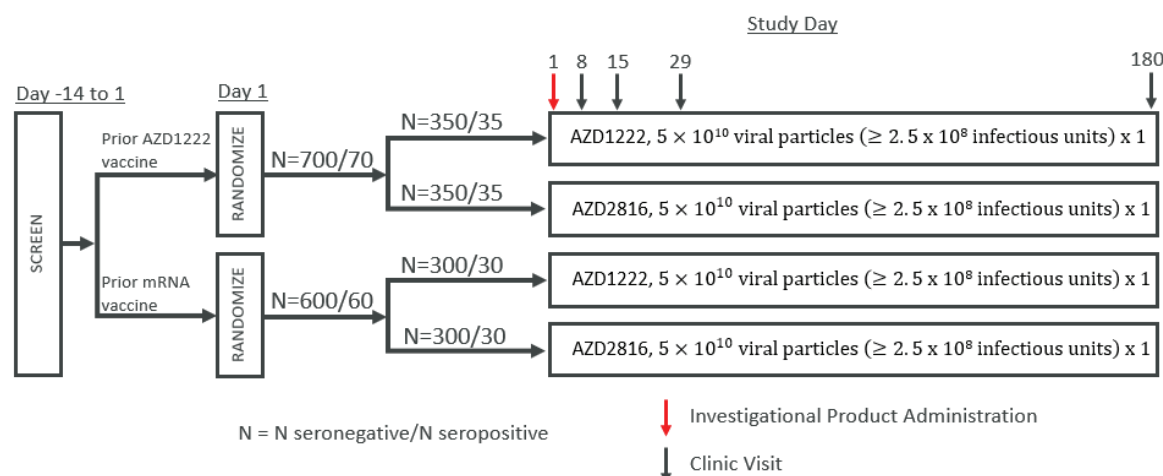 Study Day
1 8 15 29 180
Day -14 to 1
Day 1
SCREEN
Prior AZD1222
vaccine
RANDOMIZE
N=700/70
N=350/35
AZD1222, 5 × 10¹⁰ viral particles (≥ 2.5 x 10⁸ infectious units) x 1
N=350/35
AZD2816, 5 × 10¹⁰ viral particles (≥ 2.5 x 10⁸ infectious units) x 1
Prior mRNA
vaccine
RANDOMIZE
N=600/60
N=300/30
AZD1222, 5 × 10¹⁰ viral particles (≥ 2.5 x 10⁸ infectious units) x 1
N=300/30
AZD2816, 5 × 10¹⁰ viral particles (≥ 2.5 x 10⁸ infectious units) x 1
N = N seronegative/N seropositive
Investigational Product Administration
Clinic Visit